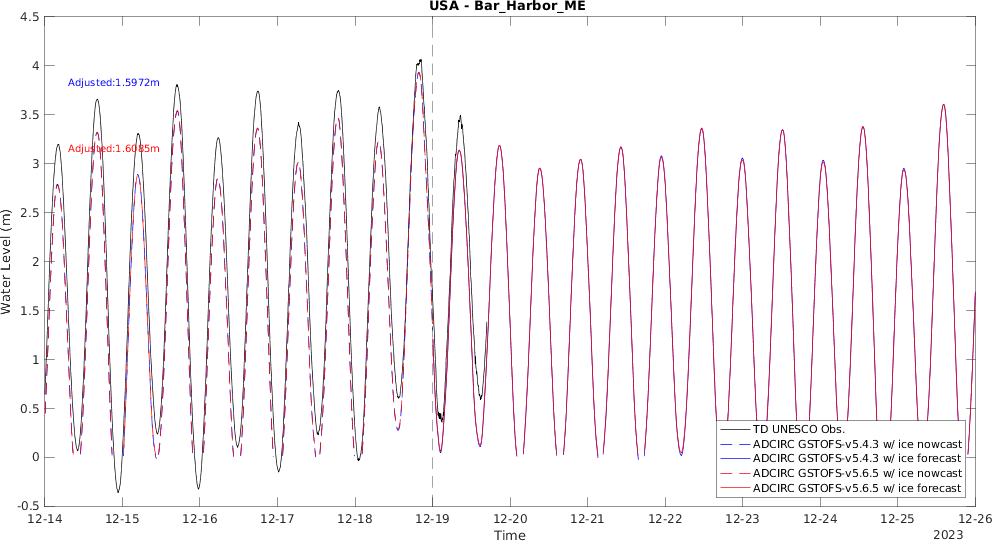 USA - Bar_Harbor_ME
4.5
4
3.5
3
2.5
2
1.5
1
0.5
0
-0.5
Water Level (m)
Adjusted:1.5972m
Adjusted:1.6085m
TD UNESCO Obs.
ADCIRC GSTOFS-v5.4.3 w/ ice nowcast
ADCIRC GSTOFS-v5.4.3 w/ ice forecast
ADCIRC GSTOFS-v5.6.5 w/ ice nowcast
ADCIRC GSTOFS-v5.6.5 w/ ice forecast
12-14 12-15 12-16 12-17 12-18 12-19 12-20 12-21 12-22 12-23 12-24 12-25 12-26
Time
2023